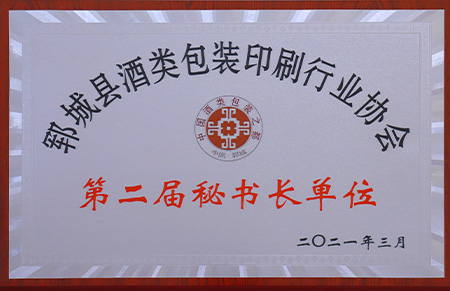 郓城县酒类包装印刷行业协会
中国酒类包装之都
中国·郓城
第二届秘书长单位
二〇二一年三月